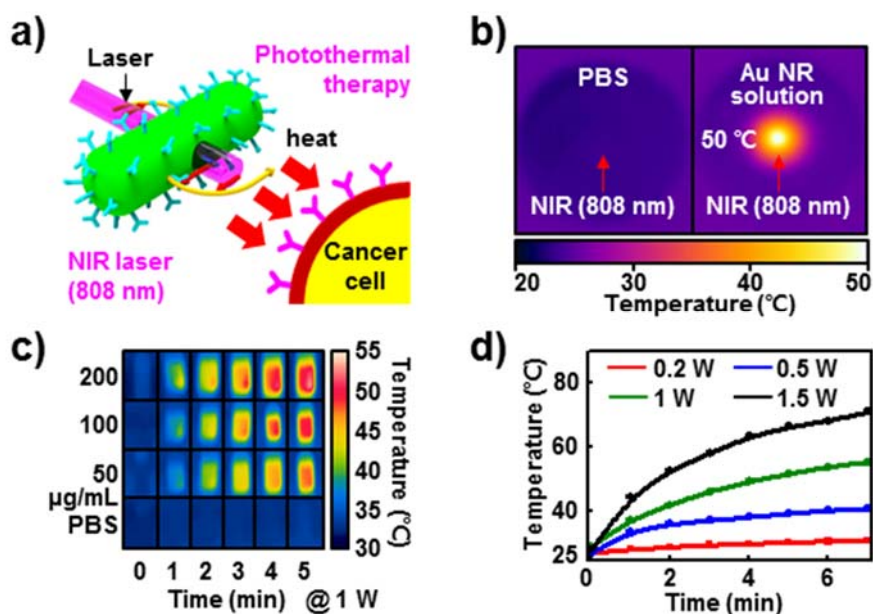 a)
Laser
Photothermal
therapy
heat
NIR laser
(808 nm)
Cancer
cell
b)
PBS
Au NR
solution
50 ℃
NIR (808 nm)
NIR (808 nm)
20 30 40 50
Temperature (℃)
c)
200
100
50
μg/mL
PBS
0 1 2 3 4 5
Time (min) @ 1 W
55
50
45
40
35
30
Temperature (℃)
d)
0.2 W 0.5 W
1 W 1.5 W
Temperature (℃)
80
60
40
25
0 2 4 6
Time (min)